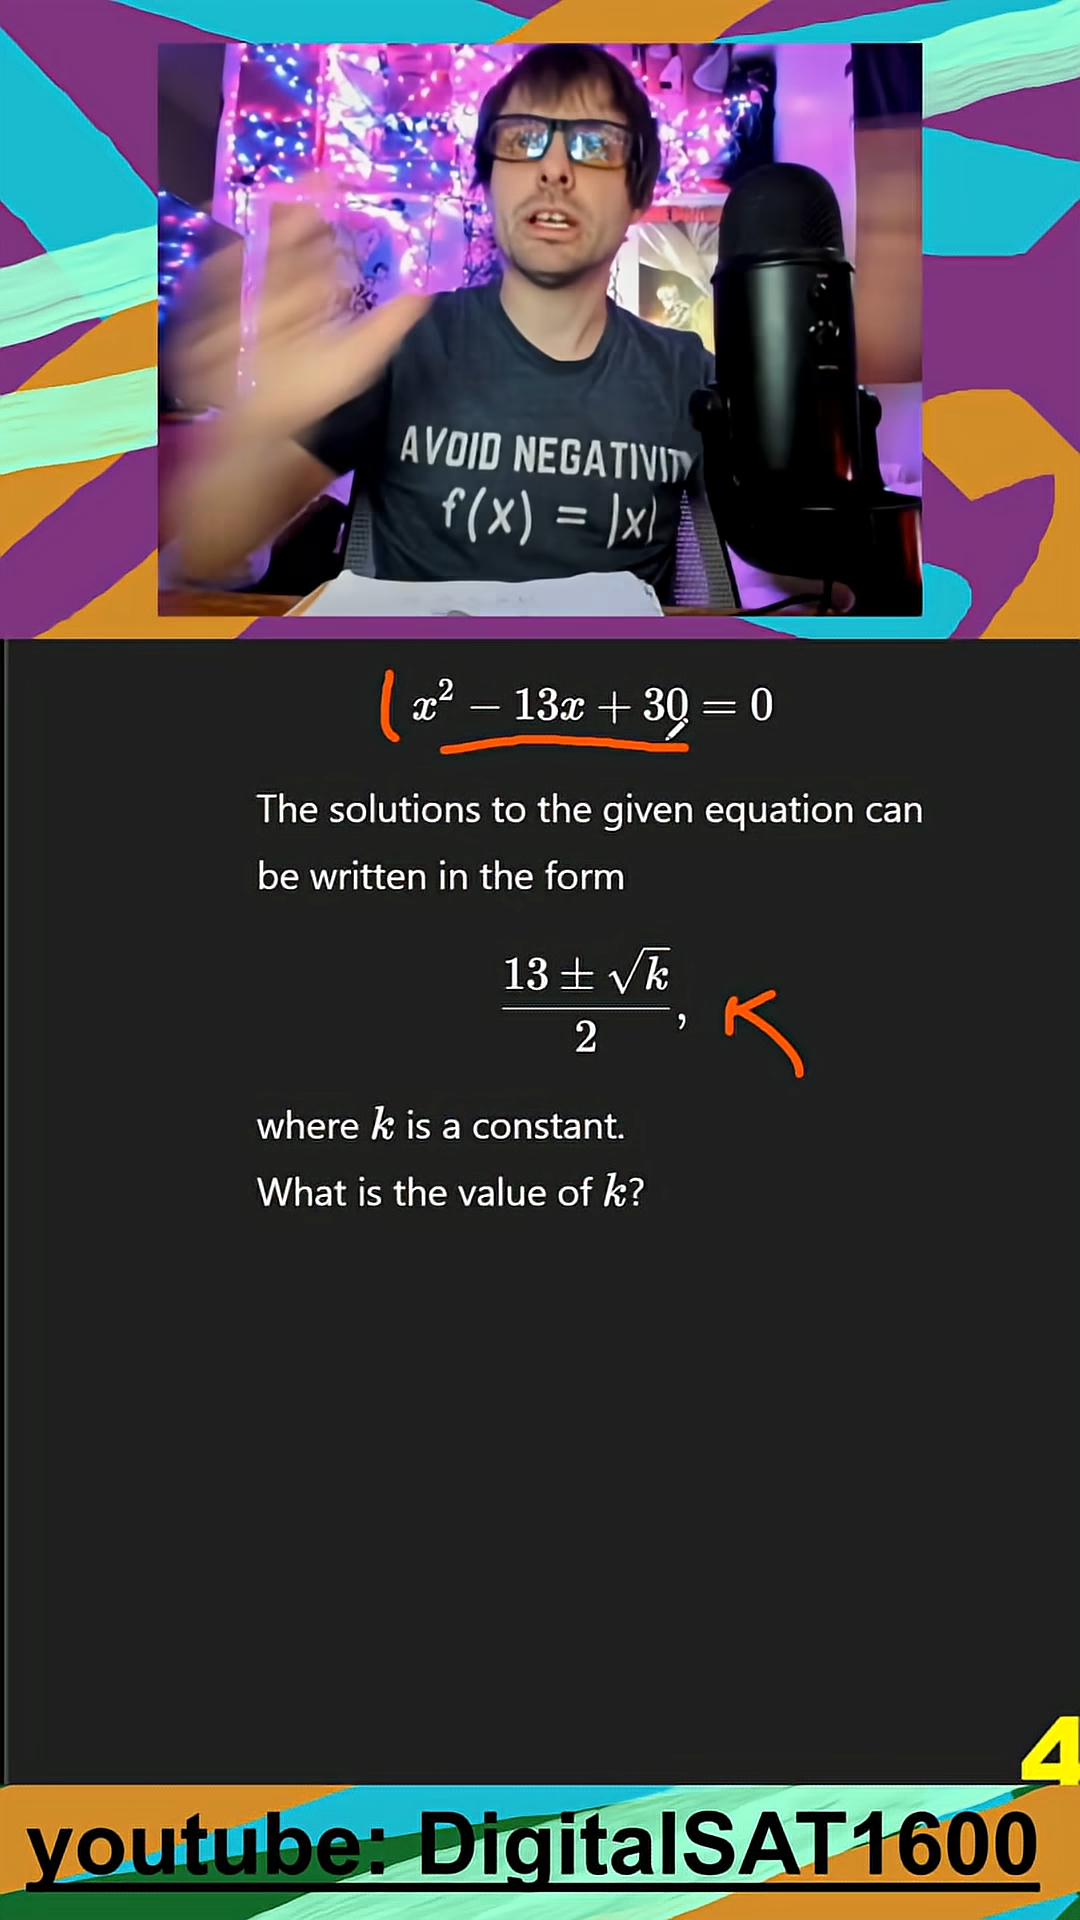 AVOID NEGATIVITY
f(x) = |x|
( x² − 13x + 30 = 0
The solutions to the given equation can
be written in the form
13 ± √k
2 ,
where k is a constant.
What is the value of k?
4
youtube: DigitalSAT1600